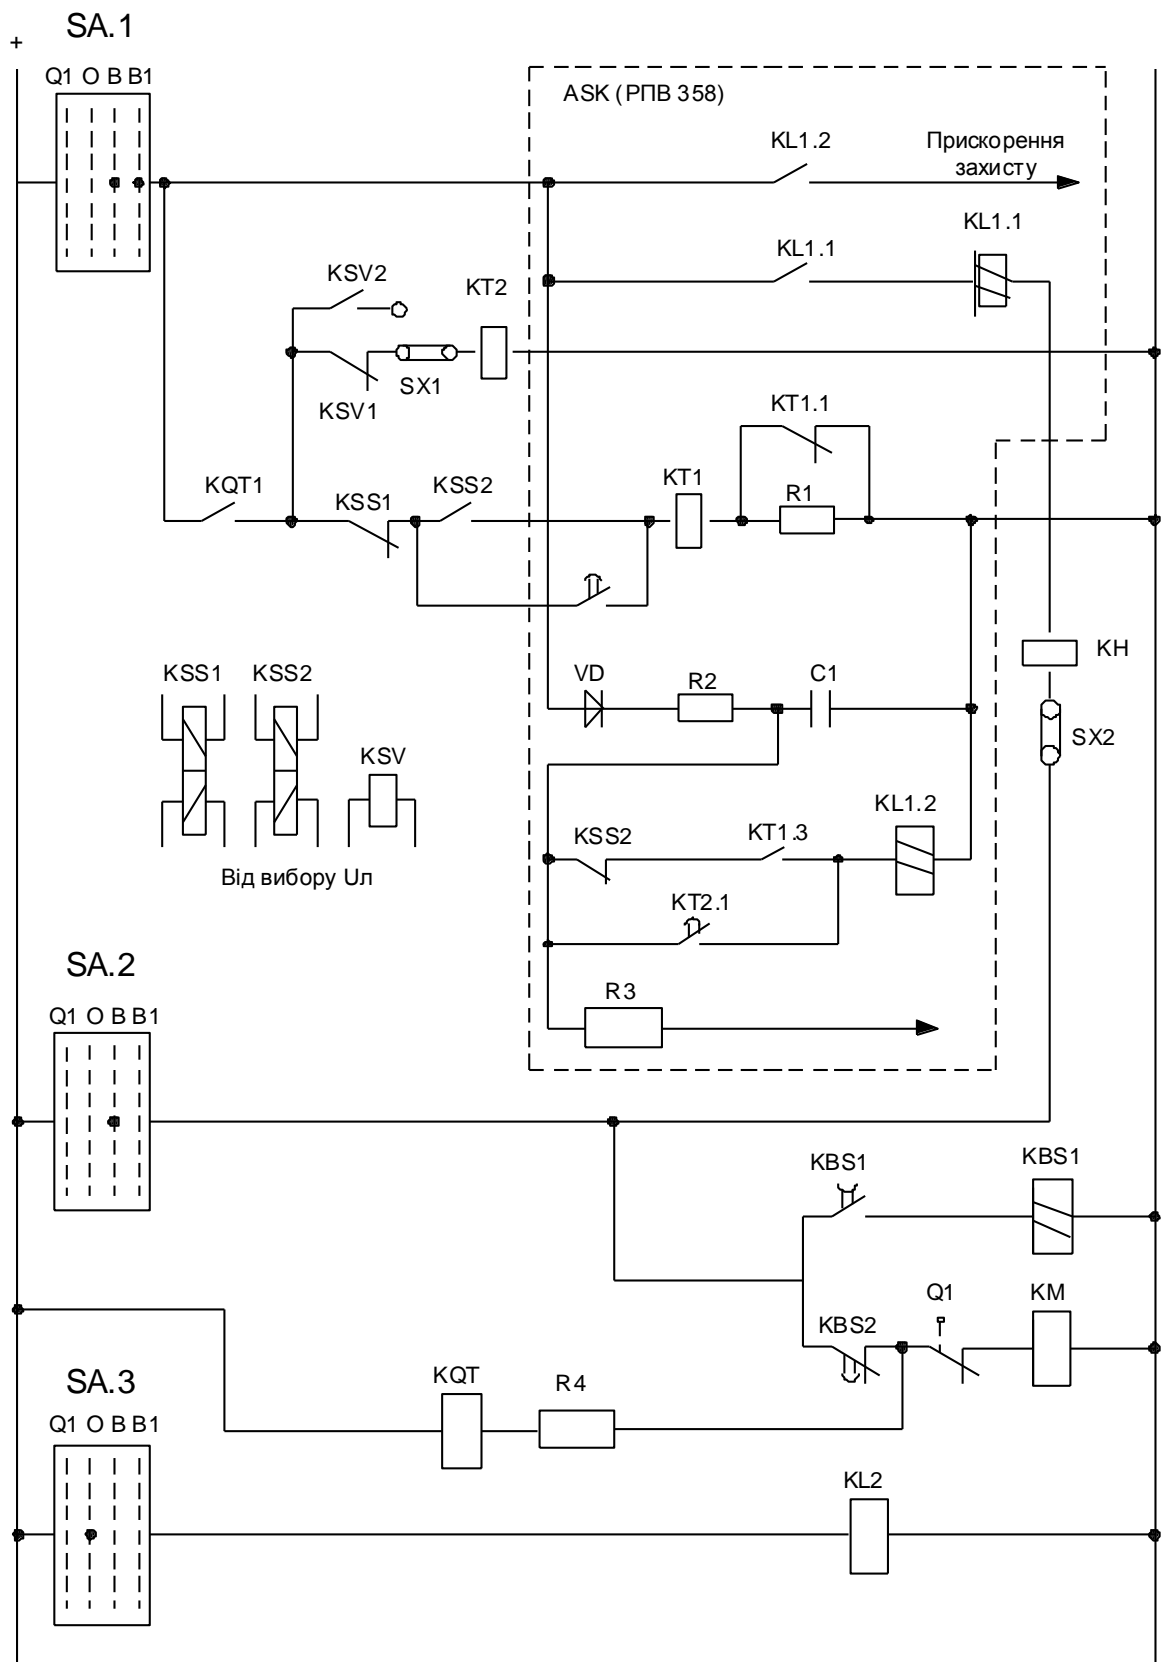 SA.1
+
Q1 O B B1
ASK (РПВ 358)
KL1.2
Прискорення
захисту
KL1.1
KL1.1
KSV2
KT2
SX1
KSV1
KT1.1
KQT1
KSS1
KSS2
KT1
R1
KSS1
KSS2
KSV
Від вибору Uл
VD
R2
C1
KH
SX2
KL1.2
KSS2
KT1.3
KT2.1
R3
SA.2
Q1 O B B1
KBS1
KBS1
Q1
KM
KBS2
SA.3
KQT
R4
Q1 O B B1
KL2